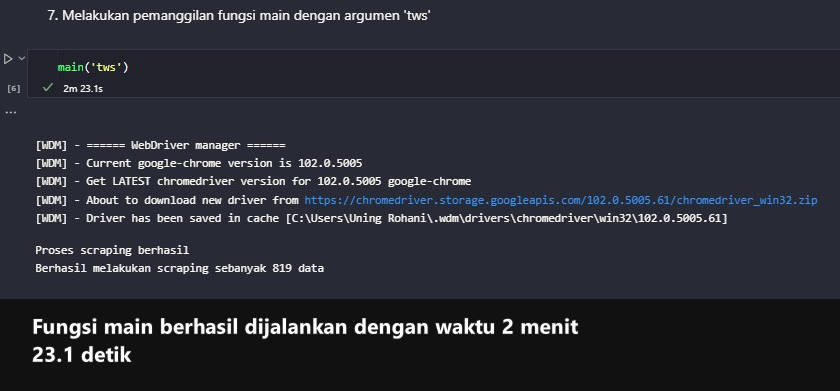 7. Melakukan pemanggilan fungsi main dengan argumen 'tws'
main('tws')
[6]
2m 23.1s
...
[WDM] - ====== WebDriver manager ======
[WDM] - Current google-chrome version is 102.0.5005
[WDM] - Get LATEST chromedriver version for 102.0.5005 google-chrome
[WDM] - About to download new driver from https://chromedriver.storage.googleapis.com/102.0.5005.61/chromedriver_win32.zip
[WDM] - Driver has been saved in cache [C:\Users\Uning Rohani\.wdm\drivers\chromedriver\win32\102.0.5005.61]
Proses scraping berhasil
Berhasil melakukan scraping sebanyak 819 data
Fungsi main berhasil dijalankan dengan waktu 2 menit
23.1 detik